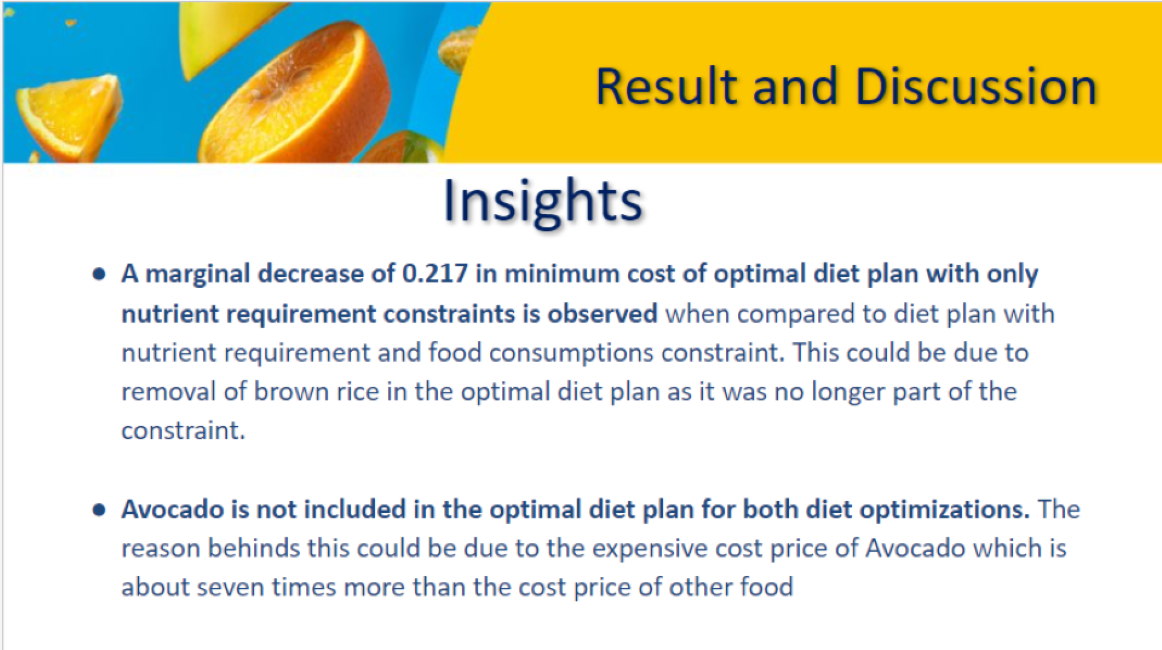 Result and Discussion
Insights
● A marginal decrease of 0.217 in minimum cost of optimal diet plan with only
nutrient requirement constraints is observed when compared to diet plan with
nutrient requirement and food consumptions constraint. This could be due to
removal of brown rice in the optimal diet plan as it was no longer part of the
constraint.
● Avocado is not included in the optimal diet plan for both diet optimizations. The
reason behinds this could be due to the expensive cost price of Avocado which is
about seven times more than the cost price of other food